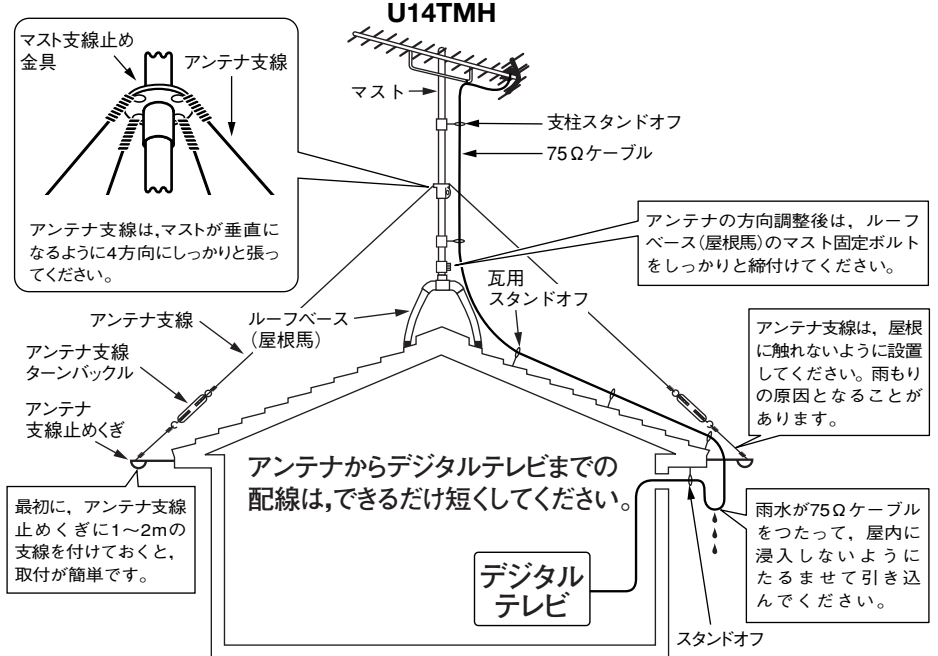 U14TMH
マスト支線止め
金具
アンテナ支線
アンテナ支線は,マストが垂直に
なるように4方向にしっかりと張っ
てください。
マスト
支柱スタンドオフ
75Ωケーブル
アンテナの方向調整後は，ルーフ
ベース(屋根馬)のマスト固定ボルト
をしっかりと締付けてください。
瓦用
スタンドオフ
アンテナ支線
ルーフベース
(屋根馬)
アンテナ支線
ターンバックル
アンテナ
支線止めくぎ
アンテナ支線は，屋根
に触れないように設置
してください。雨もり
の原因となることが
あります。
アンテナからデジタルテレビまでの
配線は,できるだけ短くしてください。
最初に，アンテナ支線
止めくぎに1〜2mの
支線を付けておくと，
取付が簡単です。
雨水が75Ωケーブル
をつたって，屋内に
浸入しないように
たるませて引き込
んでください。
デジタル
テレビ
スタンドオフ